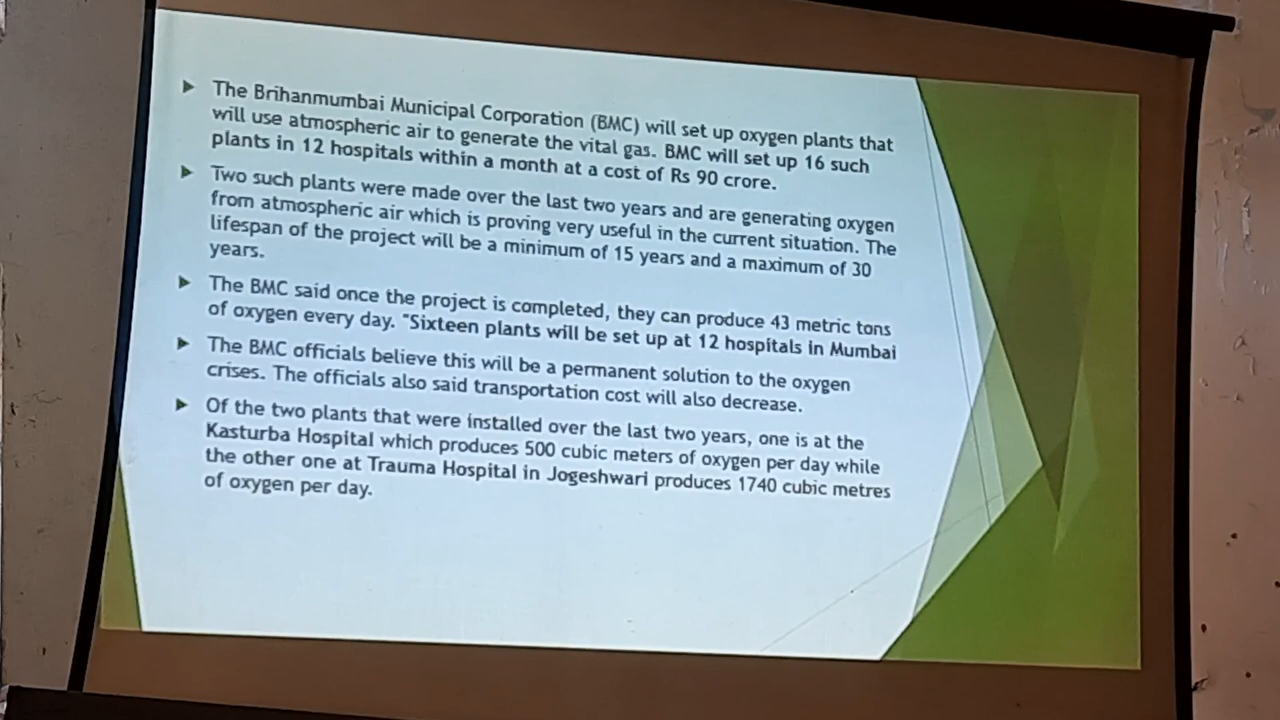 The Brihanmumbai Municipal Corporation (BMC) will set up oxygen plants that
will use atmospheric air to generate the vital gas. BMC will set up 16 such
plants in 12 hospitals within a month at a cost of Rs 90 crore.
Two such plants were made over the last two years and are generating oxygen
from atmospheric air which is proving very useful in the current situation. The
lifespan of the project will be a minimum of 15 years and a maximum of 30
years.
The BMC said once the project is completed, they can produce 43 metric tons
of oxygen every day. "Sixteen plants will be set up at 12 hospitals in Mumbai
The BMC officials believe this will be a permanent solution to the oxygen
crises. The officials also said transportation cost will also decrease.
Of the two plants that were installed over the last two years, one is at the
Kasturba Hospital which produces 500 cubic meters of oxygen per day while
the other one at Trauma Hospital in Jogeshwari produces 1740 cubic metres
of oxygen per day.